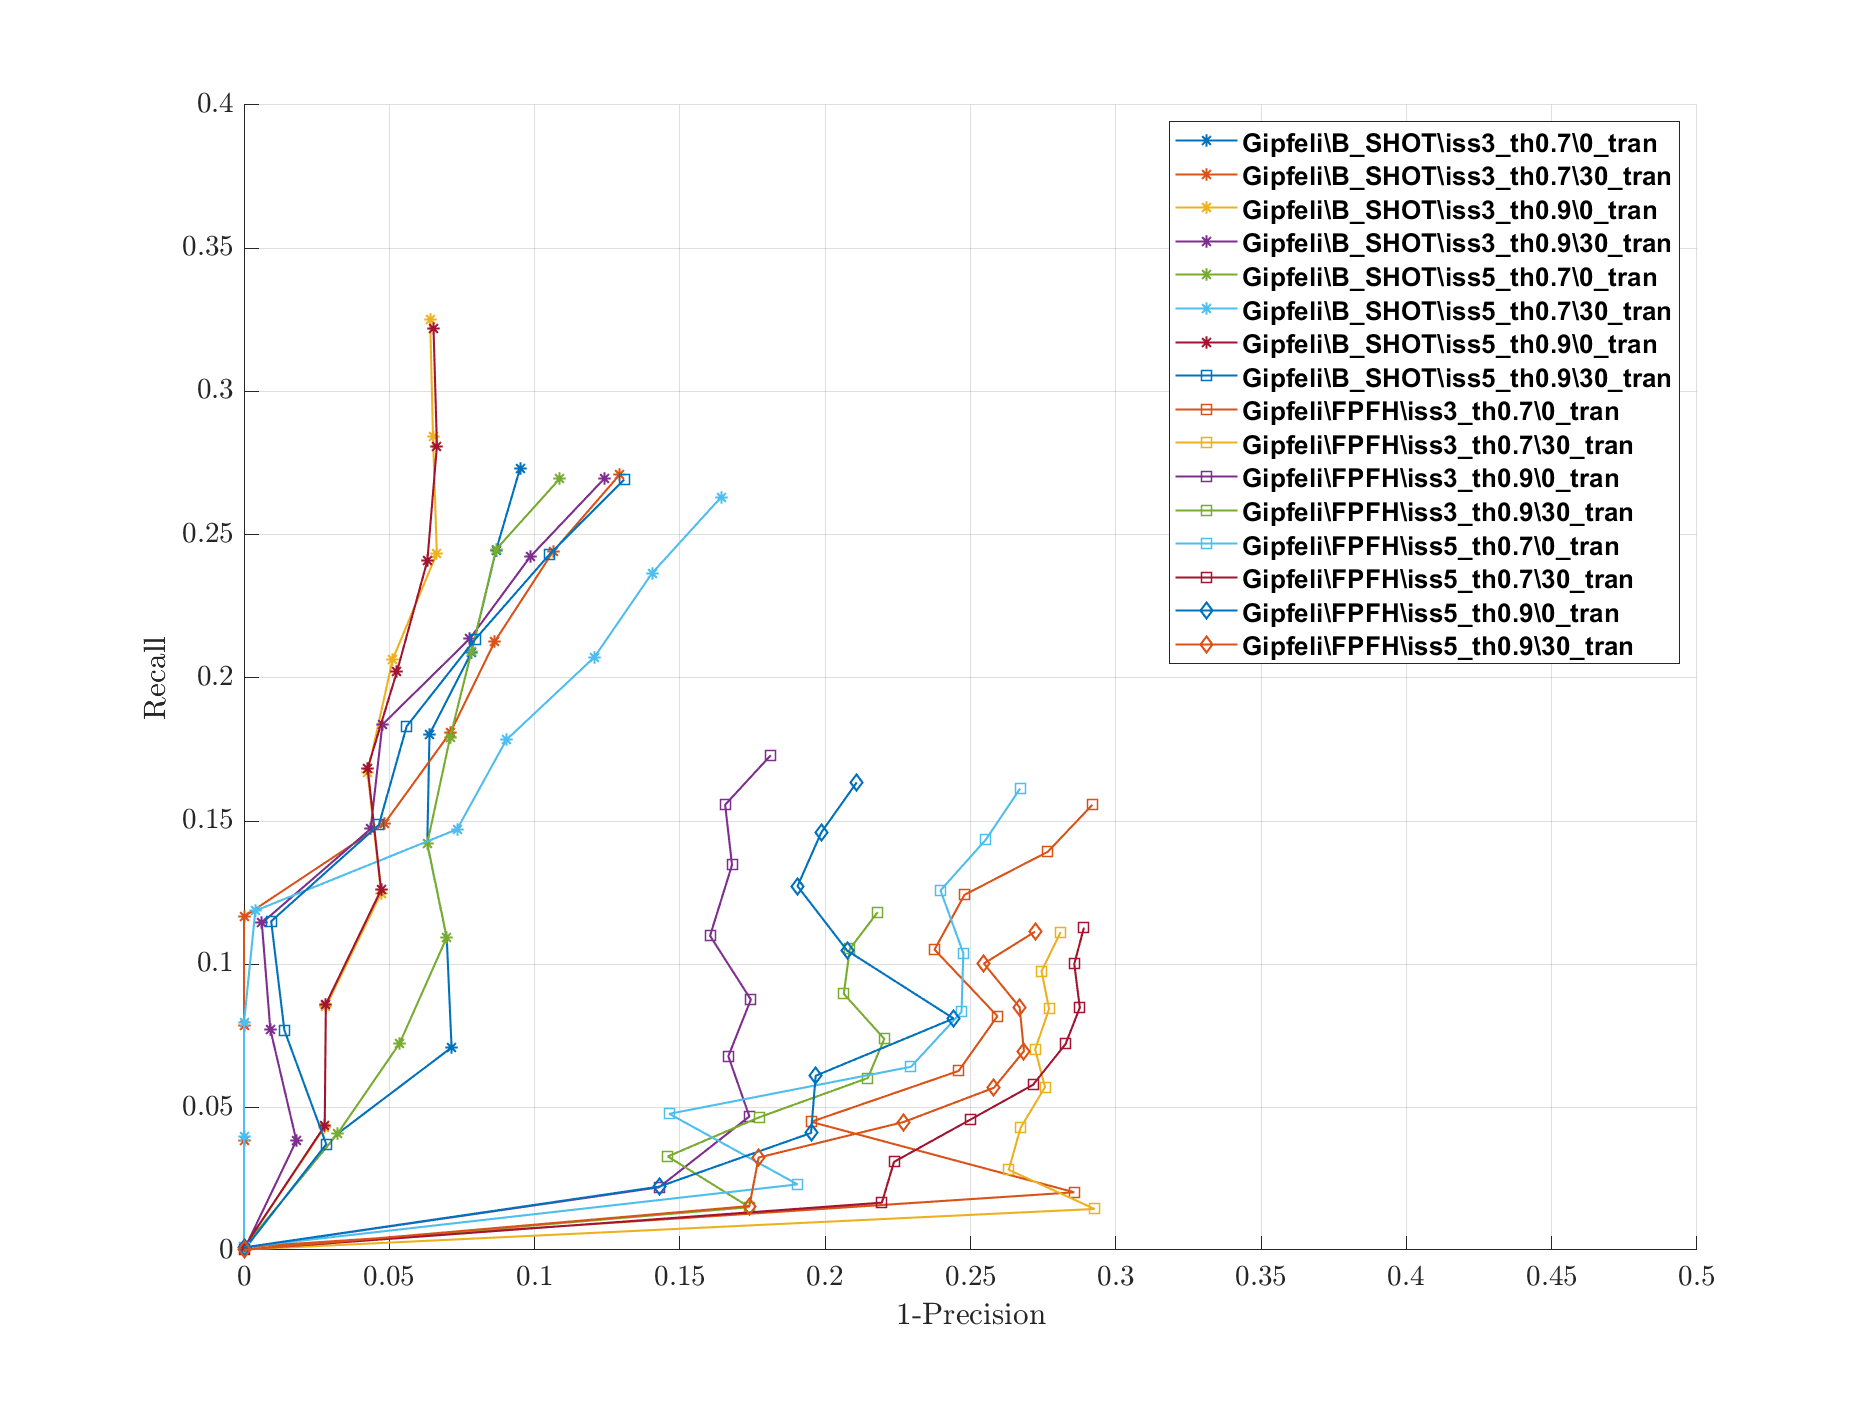 0.4
0.35
0.3
0.25
0.2
0.15
0.1
0.05
0
Recall
0 0.05 0.1 0.15 0.2 0.25 0.3 0.35 0.4 0.45 0.5
1-Precision
Gipfeli\B_SHOT\iss3_th0.7\0_tran
Gipfeli\B_SHOT\iss3_th0.7\30_tran
Gipfeli\B_SHOT\iss3_th0.9\0_tran
Gipfeli\B_SHOT\iss3_th0.9\30_tran
Gipfeli\B_SHOT\iss5_th0.7\0_tran
Gipfeli\B_SHOT\iss5_th0.7\30_tran
Gipfeli\B_SHOT\iss5_th0.9\0_tran
Gipfeli\B_SHOT\iss5_th0.9\30_tran
Gipfeli\FPFH\iss3_th0.7\0_tran
Gipfeli\FPFH\iss3_th0.7\30_tran
Gipfeli\FPFH\iss3_th0.9\0_tran
Gipfeli\FPFH\iss3_th0.9\30_tran
Gipfeli\FPFH\iss5_th0.7\0_tran
Gipfeli\FPFH\iss5_th0.7\30_tran
Gipfeli\FPFH\iss5_th0.9\0_tran
Gipfeli\FPFH\iss5_th0.9\30_tran